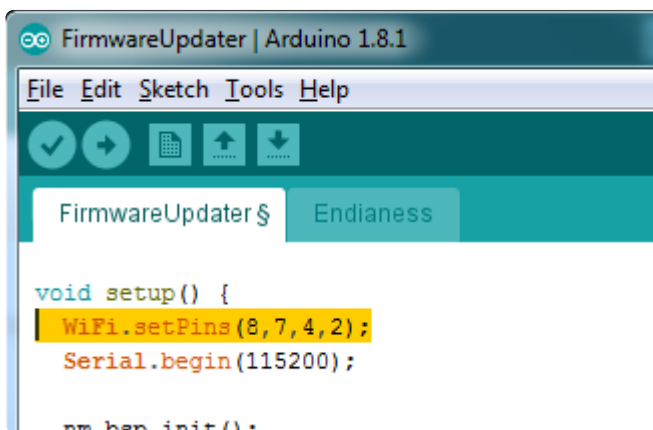 FirmwareUpdater | Arduino 1.8.1
File Edit Sketch Tools Help
FirmwareUpdater § Endianess
void setup() {
WiFi.setPins(8,7,4,2);
Serial.begin(115200);
nm_bsp_init();